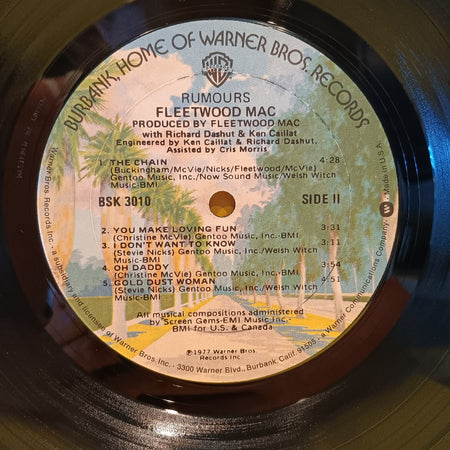 "BURBANK, HOME OF WARNER BROS. RECORDS
WB
RUMOURS
FLEETWOOD MAC
PRODUCED BY FLEETWOOD MAC
with Richard Dashut & Ken Caillat
Engineered by Ken Caillat & Richard Dashut,
Assisted by Cris Morris
1. THE CHAIN 4:28
(Buckingham/McVie/Nicks/Fleetwood/McVie)
Gentoo Music, Inc./Now Sound Music/Welsh Witch
Music-BMI
BSK 3010 SIDE II
2. YOU MAKE LOVING FUN 3:31
(Christine McVie) Gentoo Music Inc.-BMI
3. I DON'T WANT TO KNOW 3:11
(Stevie Nicks) Gentoo Music, Inc./Welsh Witch
Music-BMI
4. OH DADDY 3:54
(Christine McVie) Gentoo Music, Inc.-BMI
5. GOLD DUST WOMAN 4:51
(Stevie Nicks) Gentoo Music, Inc./Welsh Witch
Music-BMI
All musical compositions administered
by Screen Gems-EMI Music Inc.-
BMI for U.S. & Canada
℗1977 Warner Bros.
Records Inc.
Warner Bros. Records Inc. - a subsidiary and licensee of Warner Bros. Inc. - 3300 Warner Blvd., Burbank, Calif. 91505 - a Warner Communications Company W Made in U.S.A.